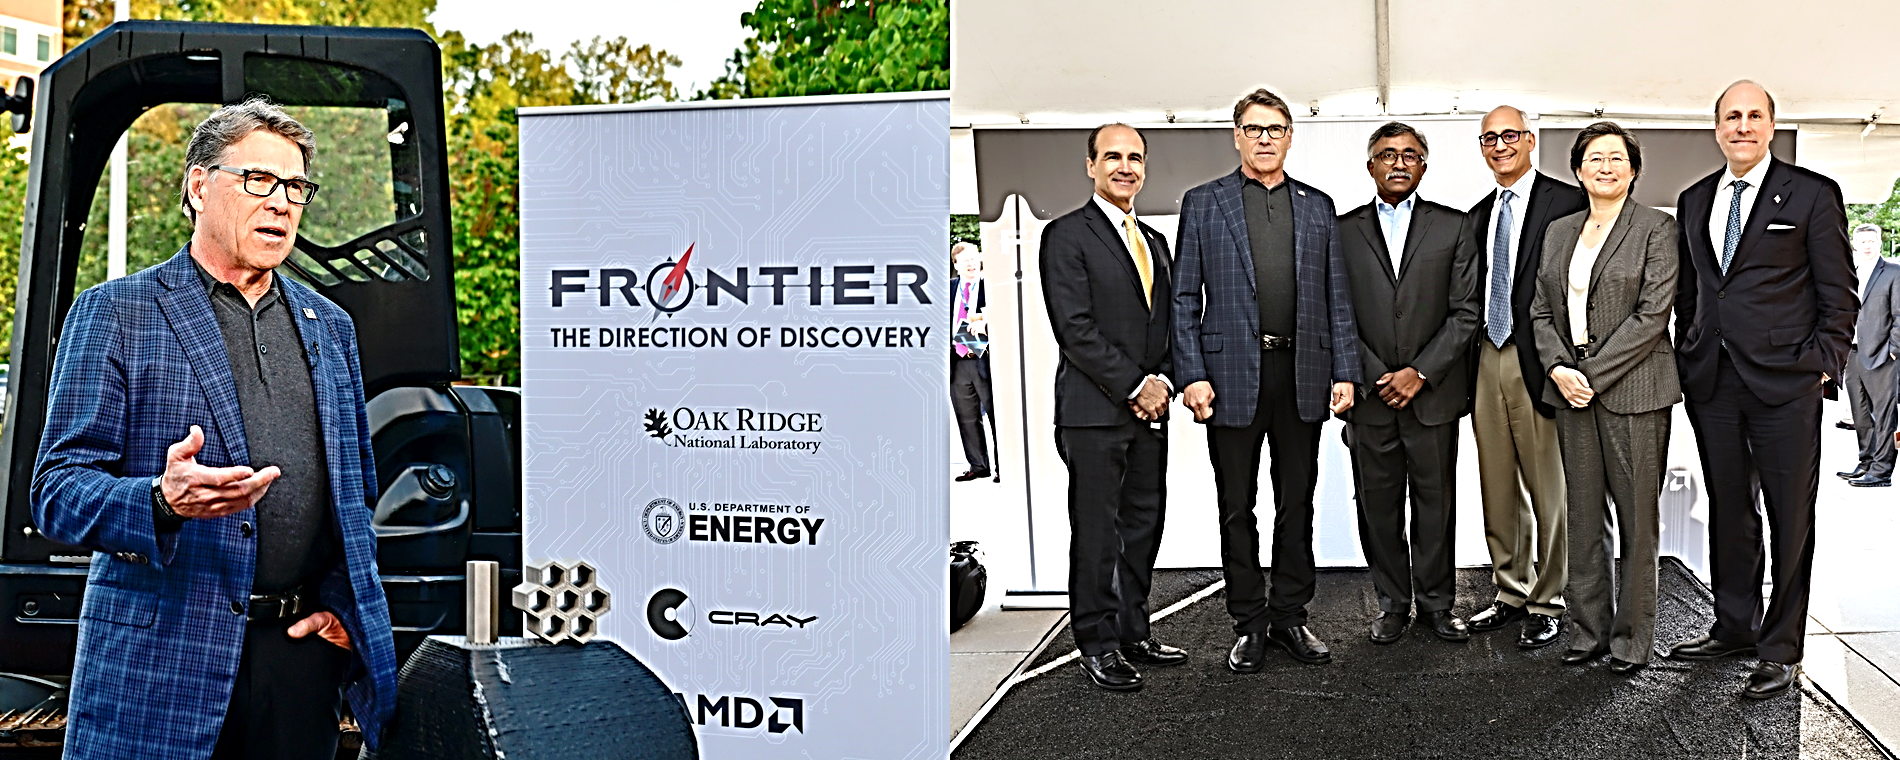 FRONTIER
THE DIRECTION OF DISCOVERY
OAK RIDGE
National Laboratory
U.S. DEPARTMENT OF
ENERGY
CRAY
AMD